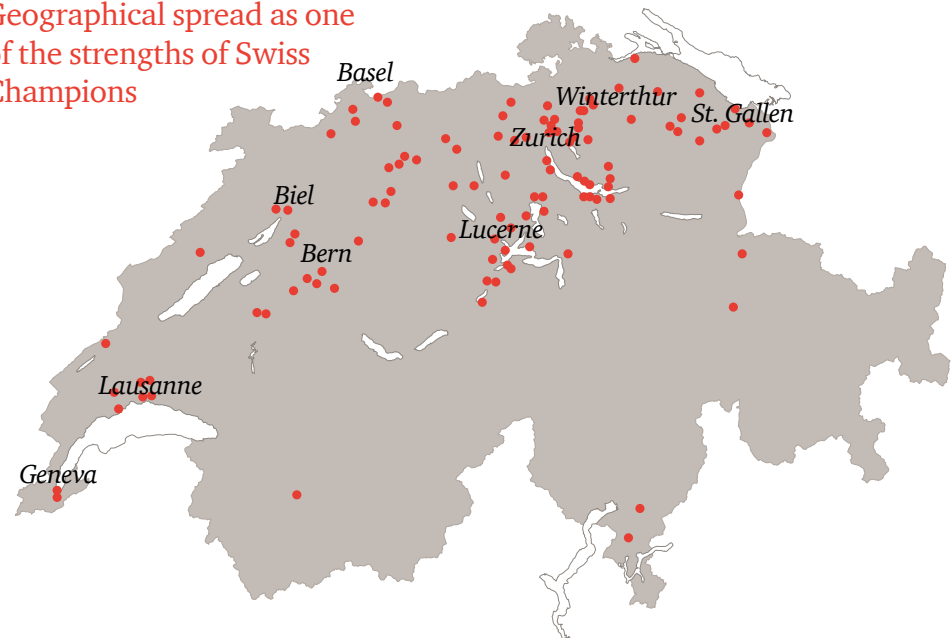 Geographical spread as one
of the strengths of Swiss
Champions
Basel
Winterthur
St. Gallen
Zurich
Biel
Lucerne
Bern
Lausanne
Geneva